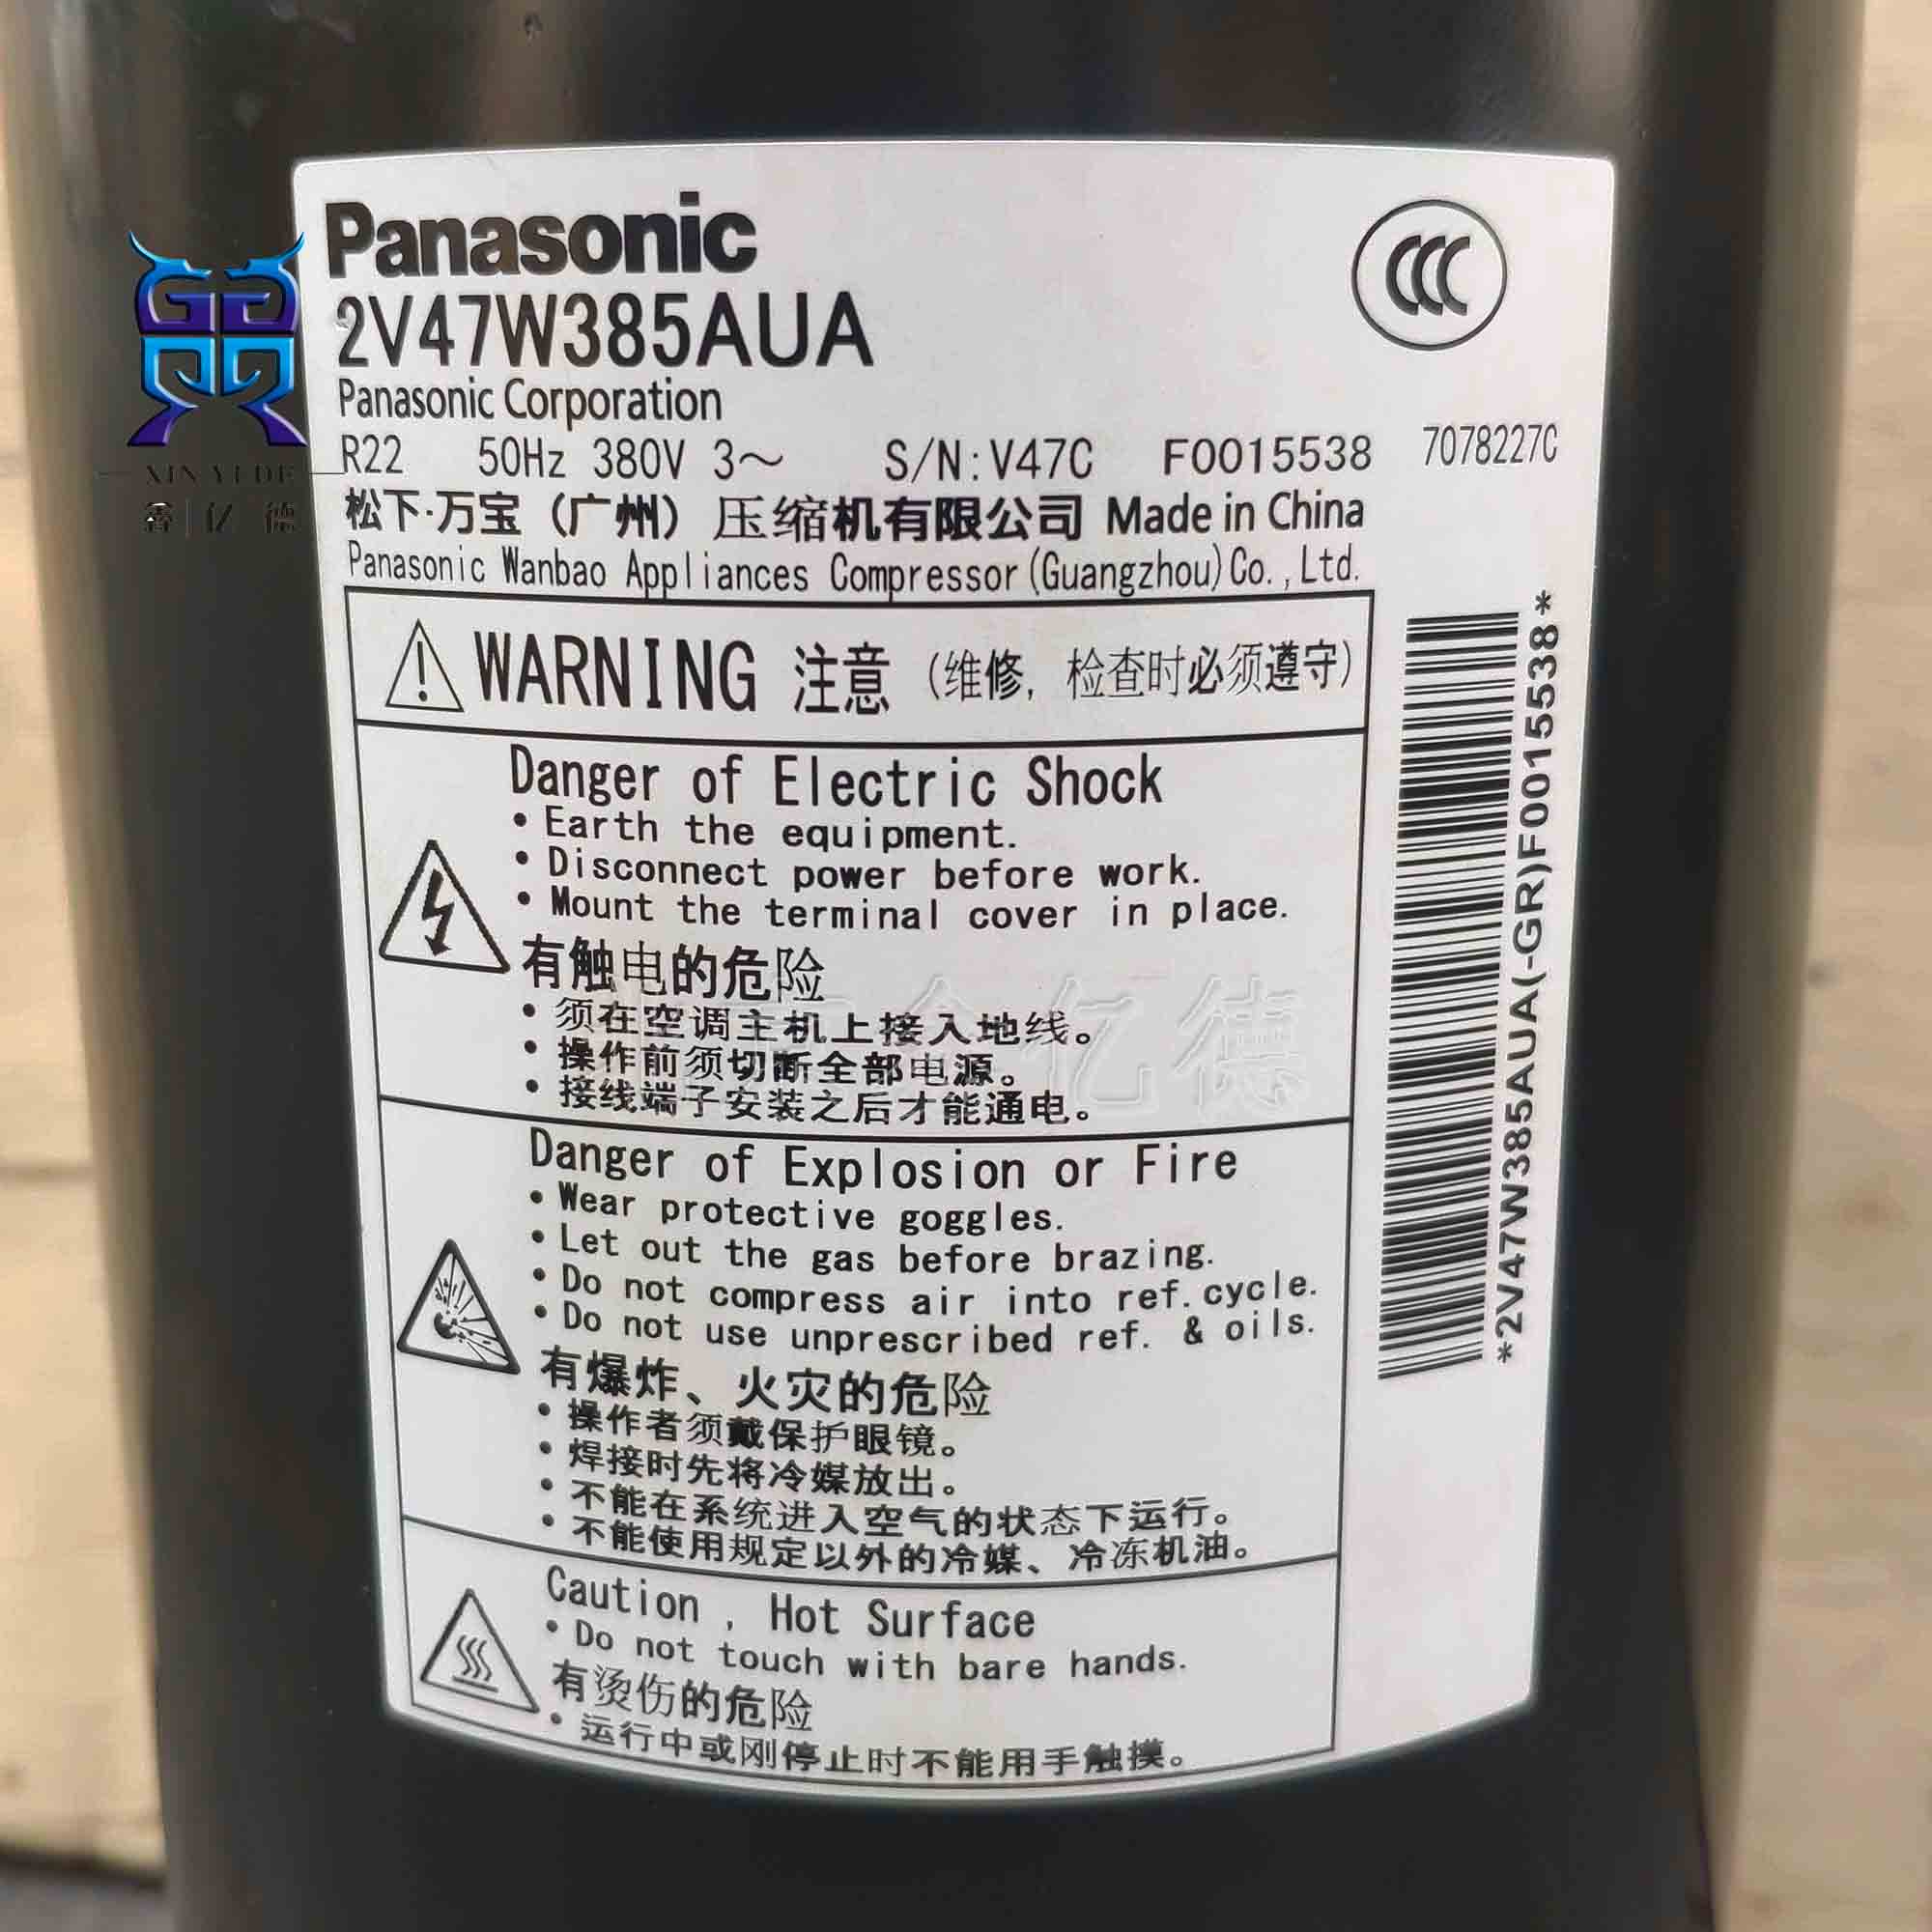 Panasonic
2V47W385AUA
Panasonic Corporation
R22 50Hz 380V 3～ S/N:V47C F0015538 7078227C
松下·万宝（广州）压缩机有限公司 Made in China
Panasonic Wanbao Appliances Compressor(Guangzhou)Co.,Ltd.
XINYIDE
鑫亿德
WARNING 注意（维修, 检查时必须遵守）
Danger of Electric Shock
• Earth the equipment.
• Disconnect power before work.
• Mount the terminal cover in place.
有触电的危险
• 须在空调主机上接入地线。
• 操作前须切断全部电源。
• 接线端子安装之后才能通电。
亿德
Danger of Explosion or Fire
• Wear protective goggles.
• Let out the gas before brazing.
• Do not compress air into ref.cycle.
• Do not use unprescribed ref. & oils.
有爆炸、火灾的危险
• 操作者须戴保护眼镜。
• 焊接时先将冷媒放出。
• 不能在系统进入空气的状态下运行。
• 不能使用规定以外的冷媒、冷冻机油。
Caution , Hot Surface
• Do not touch with bare hands.
有烫伤的危险
• 运行中或刚停止时不能用手触摸。
*2V47W385AUA(-GR)F0015538*